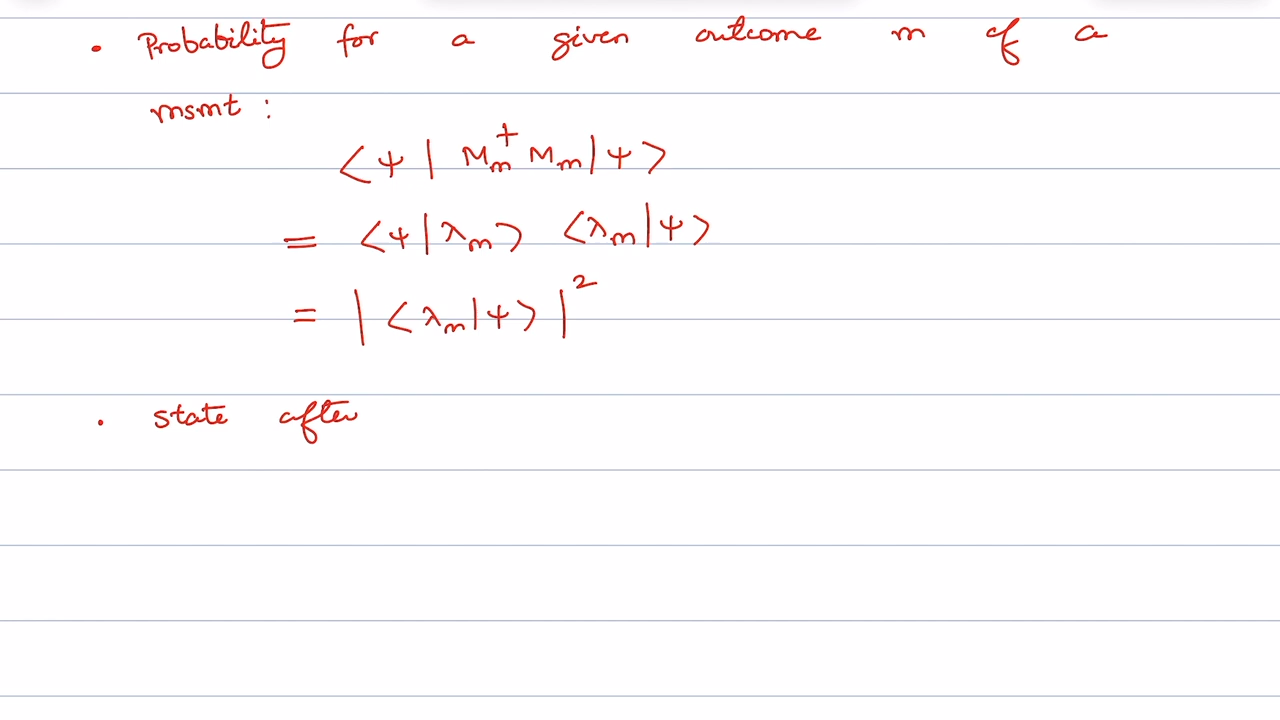 • Probability for a given outcome m of a
msmt :
⟨ψ| M_m^† M_m |ψ⟩
= ⟨ψ|λ_m⟩ ⟨λ_m|ψ⟩
= |⟨λ_m|ψ⟩|²
• state after